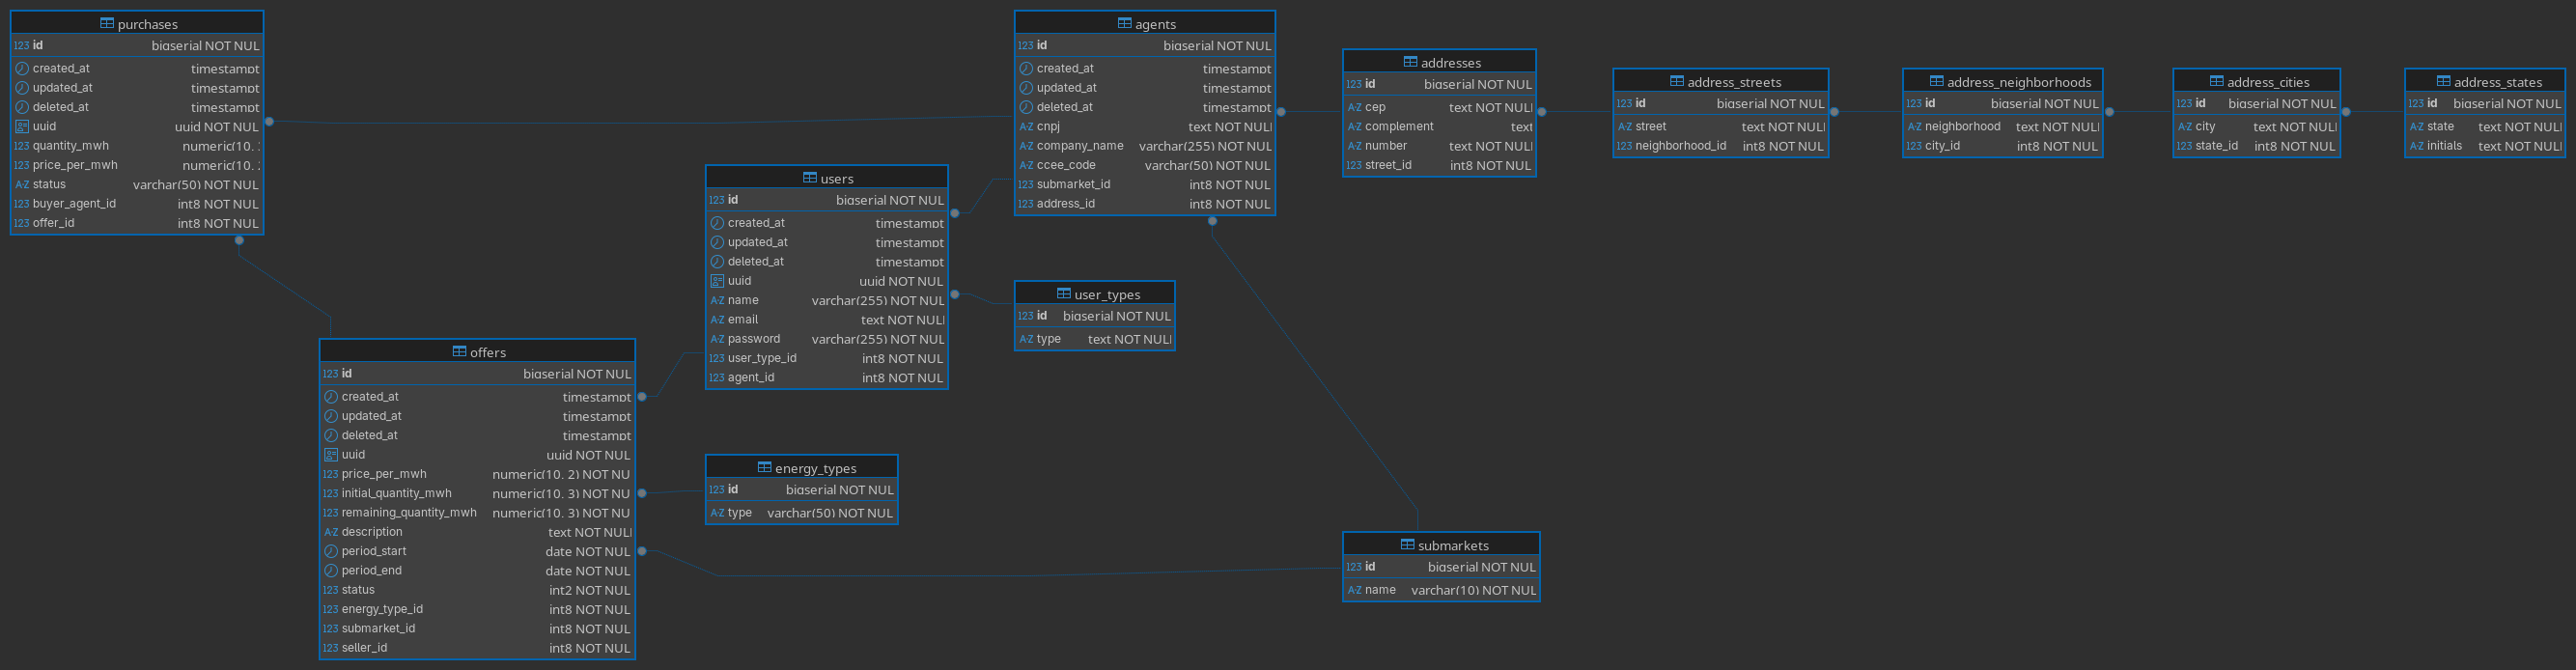 purchases
123 id biaserial NOT NUL
created_at timestampt
updated_at timestampt
deleted_at timestampt
uuid uuid NOT NUL
123 quantity_mwh numeric(10, :
123 price_per_mwh numeric(10, :
A-Z status varchar(50) NOT NUL
123 buyer_agent_id int8 NOT NUL
123 offer_id int8 NOT NUL
offers
123 id biaserial NOT NUL
created_at timestampt
updated_at timestampt
deleted_at timestampt
uuid uuid NOT NUL
123 price_per_mwh numeric(10, 2) NOT NU
123 initial_quantity_mwh numeric(10, 3) NOT NU
123 remaining_quantity_mwh numeric(10, 3) NOT NU
A-Z description text NOT NULI
period_start date NOT NUL
period_end date NOT NUL
123 status int2 NOT NUL
123 energy_type_id int8 NOT NUL
123 submarket_id int8 NOT NUL
123 seller_id int8 NOT NUL
users
123 id biaserial NOT NUL
created_at timestampt
updated_at timestampt
deleted_at timestampt
uuid uuid NOT NUL
A-Z name varchar(255) NOT NUL
A-Z email text NOT NULI
A-Z password varchar(255) NOT NUL
123 user_type_id int8 NOT NUL
123 agent_id int8 NOT NUL
energy_types
123 id biaserial NOT NUL
A-Z type varchar(50) NOT NUL
agents
123 id biaserial NOT NUL
created_at timestampt
updated_at timestampt
deleted_at timestampt
A-Z cnpj text NOT NULI
A-Z company_name varchar(255) NOT NUL
A-Z ccee_code varchar(50) NOT NUL
123 submarket_id int8 NOT NUL
123 address_id int8 NOT NUL
user_types
123 id biaserial NOT NUL
A-Z type text NOT NULI
addresses
123 id biaserial NOT NUL
A-Z cep text NOT NULI
A-Z complement text
A-Z number text NOT NULI
123 street_id int8 NOT NUL
submarkets
123 id biaserial NOT NUL
A-Z name varchar(10) NOT NUL
address_streets
123 id biaserial NOT NUL
A-Z street text NOT NULI
123 neighborhood_id int8 NOT NUL
address_neighborhoods
123 id biaserial NOT NUL
A-Z neighborhood text NOT NULI
123 city_id int8 NOT NUL
address_cities
123 id biaserial NOT NUL
A-Z city text NOT NULI
123 state_id int8 NOT NUL
address_states
123 id biaserial NOT NUL
A-Z state text NOT NULI
A-Z initials text NOT NULI